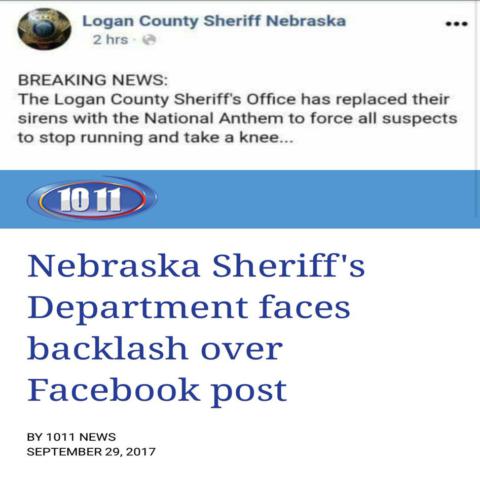 Logan County Sheriff Nebraska
2 hrs
BREAKING NEWS:
The Logan County Sheriff's Office has replaced their
sirens with the National Anthem to force all suspects
to stop running and take a knee...
10 11
Nebraska Sheriff's
Department faces
backlash over
Facebook post
BY 1011 NEWS
SEPTEMBER 29, 2017